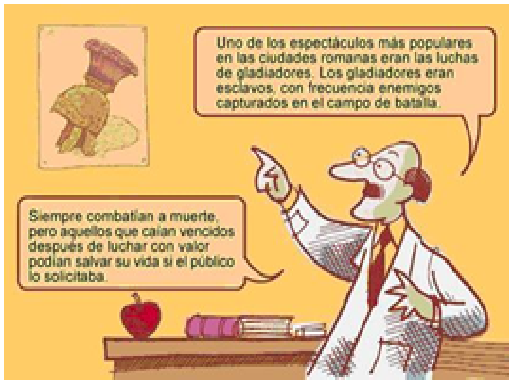 Uno de los espectáculos más populares
en las ciudades romanas eran las luchas
de gladiadores. Los gladiadores eran
esclavos, con frecuencia enemigos
capturados en el campo de batalla.
Siempre combatían a muerte,
pero aquellos que caían vencidos
después de luchar con valor
podían salvar su vida si el público
lo solicitaba.